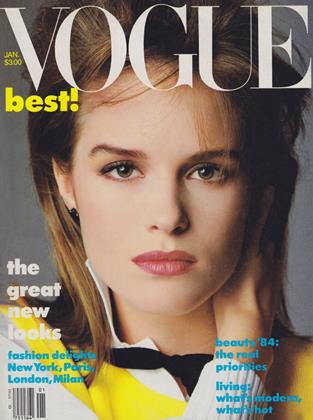 VOGUE
JAN.
$3.00
best!
the
great
new
looks
fashion delights
New York, Paris,
London, Milan
beauty '84:
the real
priorities
living:
what's modern,
what's hot
01